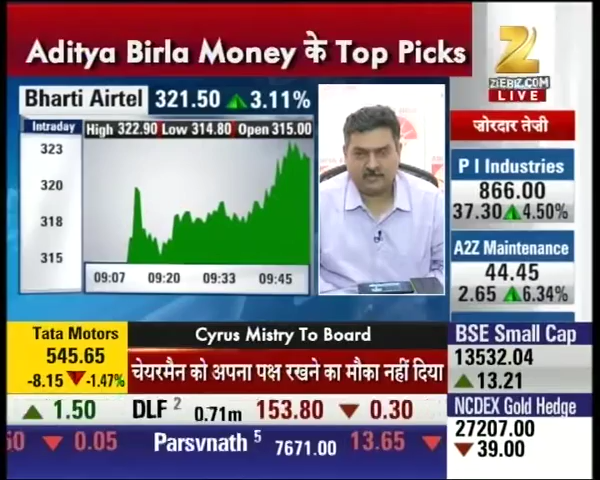 Aditya Birla Money के Top Picks
ZEEBIZ.COM
LIVE
Bharti Airtel 321.50 3.11%
Intraday High 322.90 Low 314.80 Open 315.00
323
320
318
315
09:07 09:20 09:33 09:45
ज़ोरदार तेजी
P I Industries
866.00
37.30 4.50%
A2Z Maintenance
44.45
2.65 6.34%
Tata Motors
545.65
-8.15 -1.47%
Cyrus Mistry To Board
चेयरमैन को अपना पक्ष रखने का मौका नहीं दिया
BSE Small Cap
13532.04
13.21
NCDEX Gold Hedge
27207.00
39.00
1.50 DLF 2 0.71m 153.80 0.30
50 0.05 Parsvnath 5 7671.00 13.65